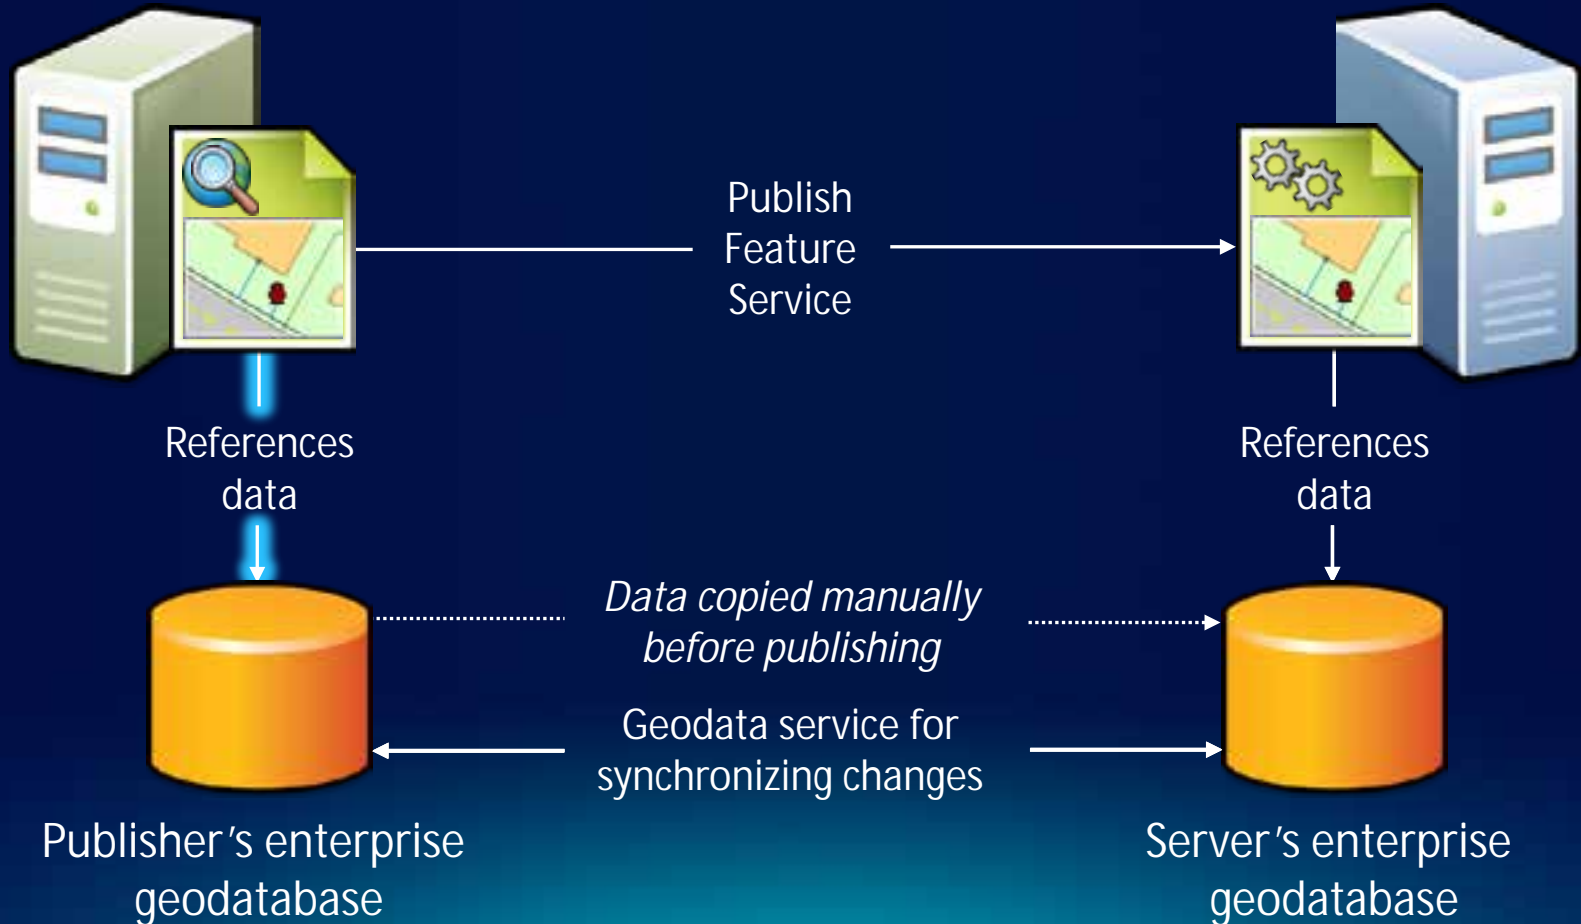 Publish
Feature
Service
References
data
References
data
Data copied manually
before publishing
Geodata service for
synchronizing changes
Publisher's enterprise
geodatabase
Server's enterprise
geodatabase